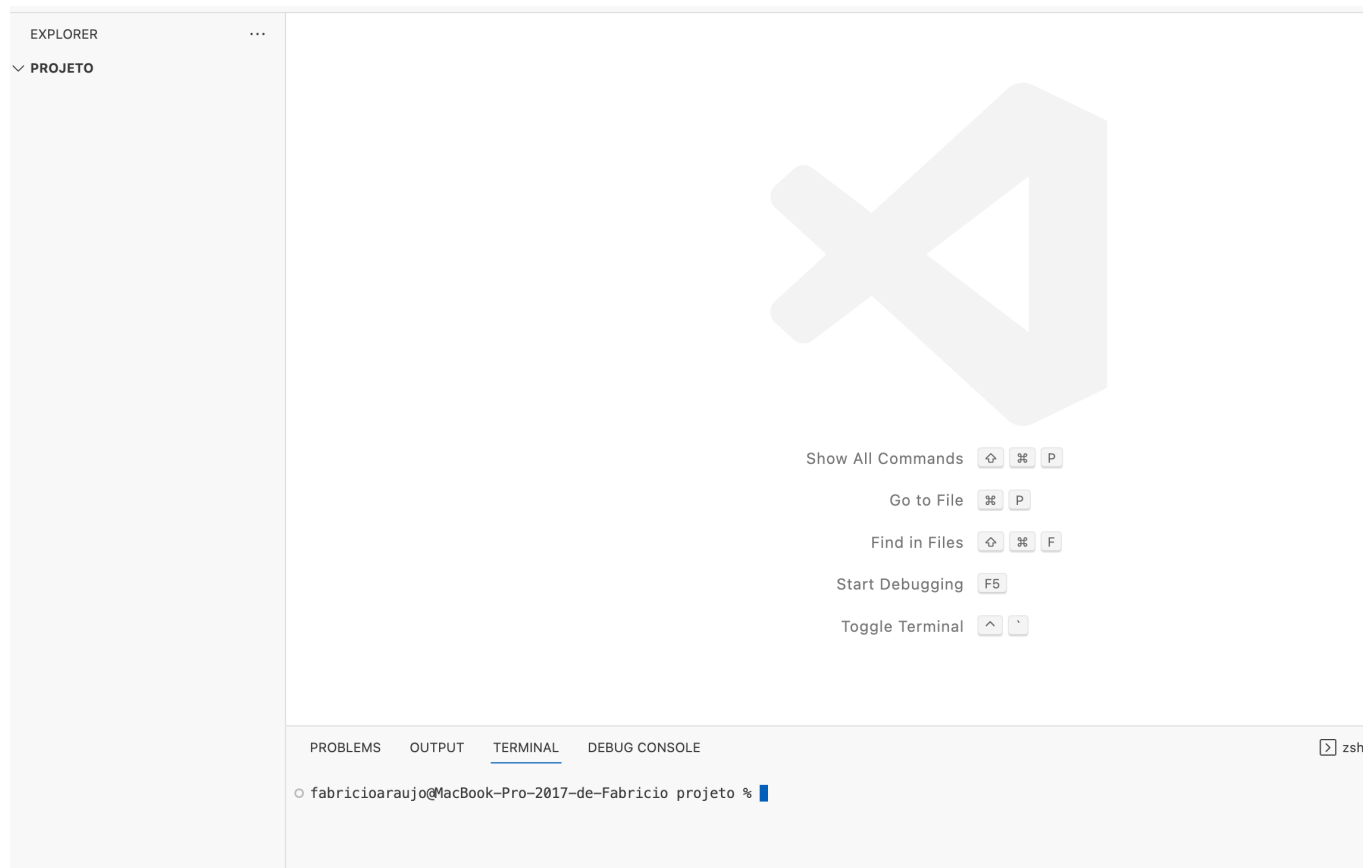 EXPLORER ···
PROJETO
Show All Commands ⇧ ⌘ P
Go to File ⌘ P
Find in Files ⇧ ⌘ F
Start Debugging F5
Toggle Terminal ^ `
PROBLEMS OUTPUT TERMINAL DEBUG CONSOLE zsh
fabricioaraujo@MacBook-Pro-2017-de-Fabricio projeto %